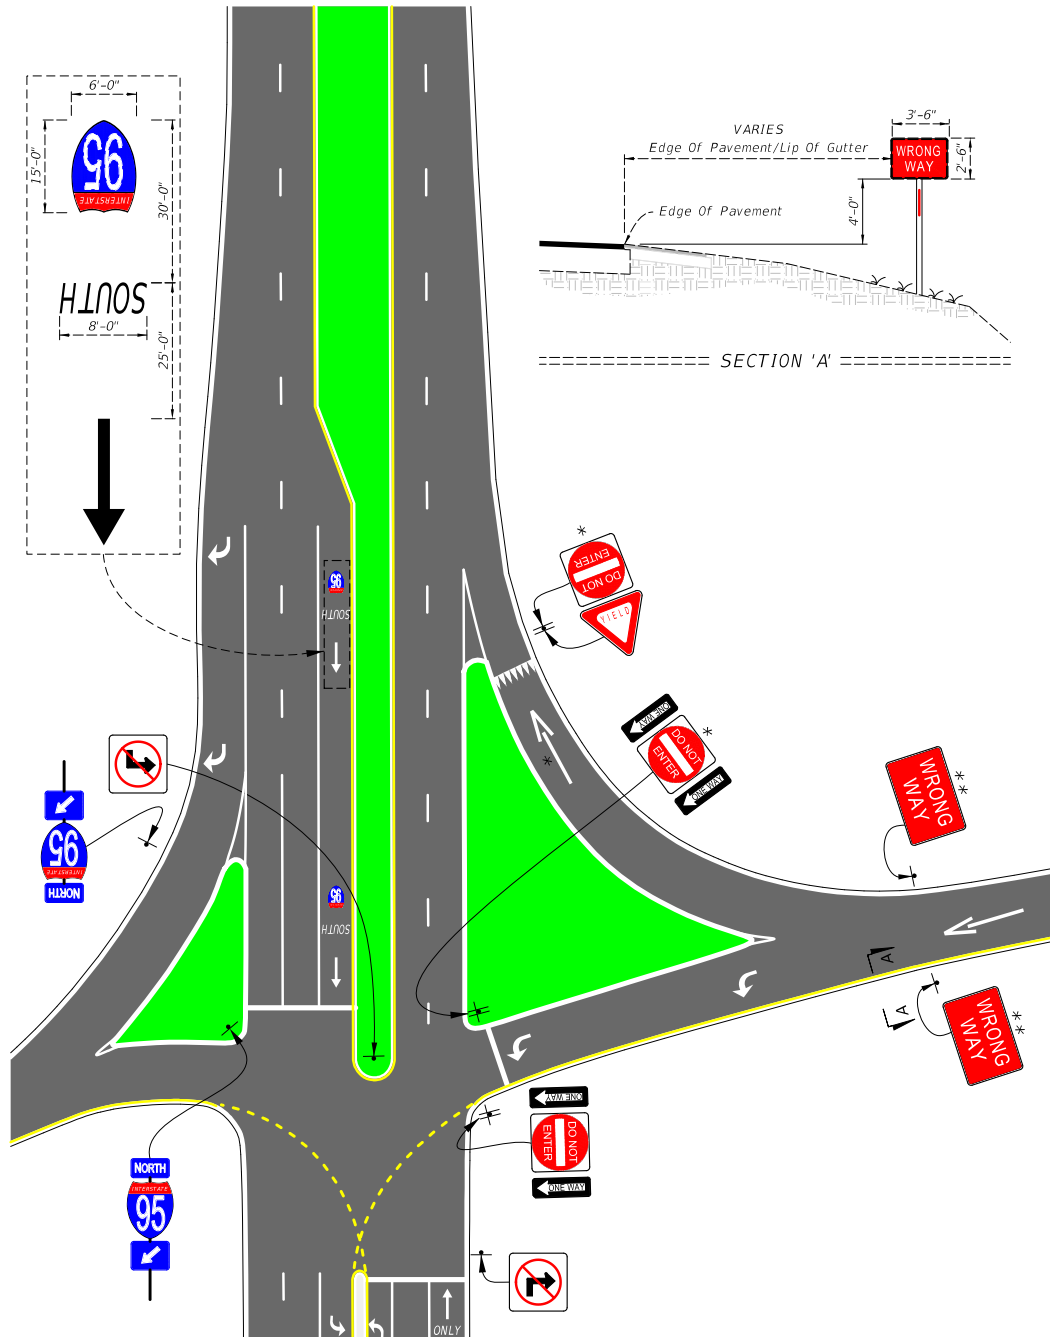 6'-0"
15'-0"
95
INTERSTATE
30'-0"
SOUTH
8'-0"
25'-0"
3'-6"
VARIES
Edge Of Pavement/Lip Of Gutter
WRONG
WAY
2'-6"
4'-0"
Edge Of Pavement
SECTION 'A'
*
DO NOT
ENTER
YIELD
95
SOUTH
ONE WAY
*
DO NOT
ENTER
ONE WAY
*
WRONG
WAY
**
95
INTERSTATE
NORTH
95
SOUTH
A
A
WRONG
WAY
**
ONE WAY
DO NOT
ENTER
ONE WAY
NORTH
INTERSTATE
95
ONLY